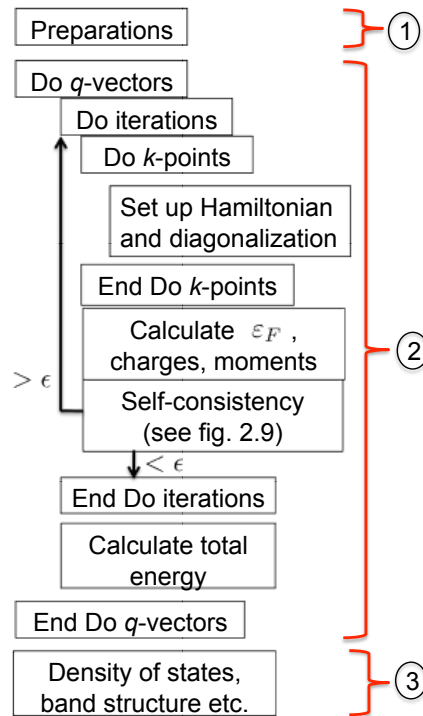 Preparations
1
Do q-vectors
Do iterations
Do k-points
Set up Hamiltonian
and diagonalization
End Do k-points
Calculate ε_F ,
charges, moments
2
> ϵ
Self-consistency
(see fig. 2.9)
< ϵ
End Do iterations
Calculate total
energy
End Do q-vectors
Density of states,
band structure etc.
3